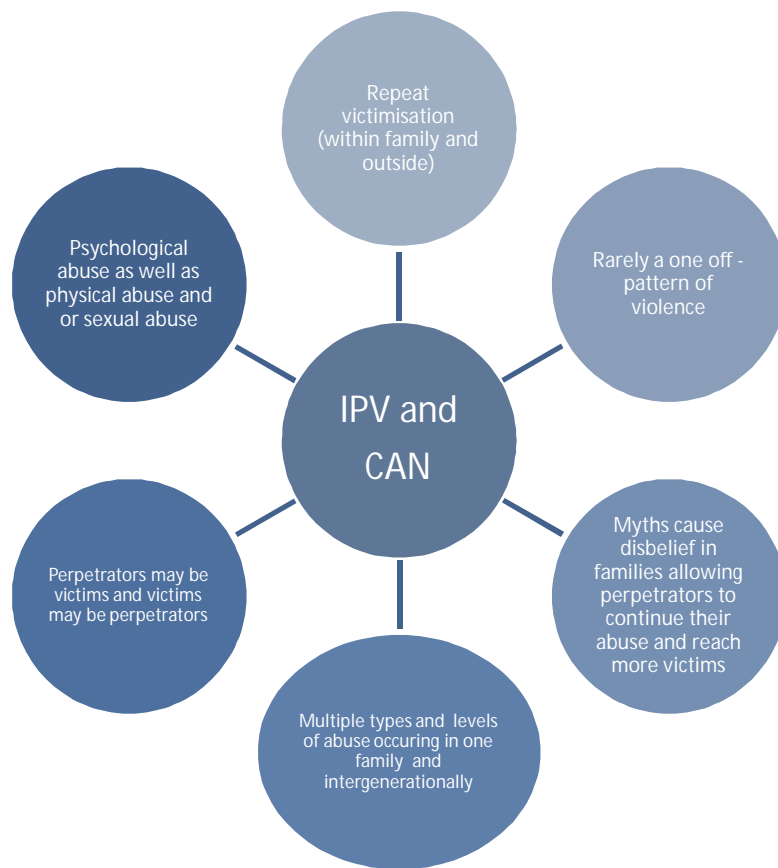 Repeat
victimisation
(within family and
outside)
Psychological
abuse as well as
physical abuse and
or sexual abuse
Rarely a one off -
pattern of
violence
IPV and
CAN
Perpetrators may be
victims and victims
may be perpetrators
Myths cause
disbelief in
families allowing
perpetrators to
continue their
abuse and reach
more victims
Multiple types and levels
of abuse occuring in one
family and
intergenerationally